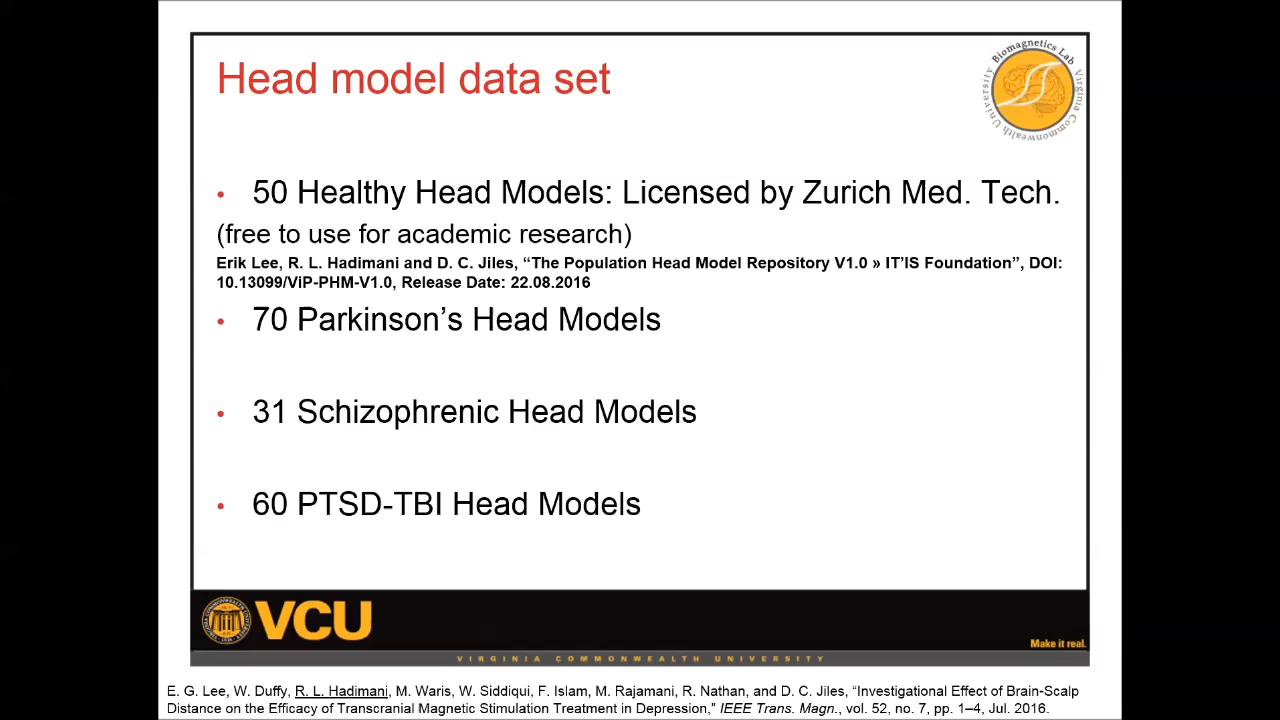 Head model data set
Biomagnetics Lab Virginia Commonwealth University
• 50 Healthy Head Models: Licensed by Zurich Med. Tech.
(free to use for academic research)
Erik Lee, R. L. Hadimani and D. C. Jiles, “The Population Head Model Repository V1.0 » IT’IS Foundation”, DOI:
10.13099/ViP-PHM-V1.0, Release Date: 22.08.2016
• 70 Parkinson’s Head Models
• 31 Schizophrenic Head Models
• 60 PTSD-TBI Head Models
VCU
Make it real.
VIRGINIA COMMONWEALTH UNIVERSITY
E. G. Lee, W. Duffy, R. L. Hadimani, M. Waris, W. Siddiqui, F. Islam, M. Rajamani, R. Nathan, and D. C. Jiles, “Investigational Effect of Brain-Scalp
Distance on the Efficacy of Transcranial Magnetic Stimulation Treatment in Depression,” IEEE Trans. Magn., vol. 52, no. 7, pp. 1–4, Jul. 2016.